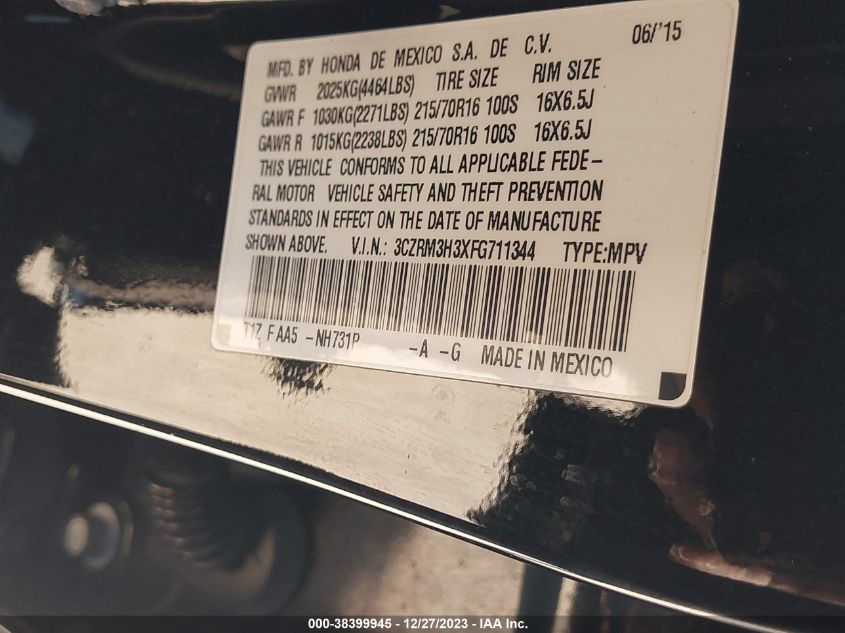 MFD. BY HONDA DE MEXICO S.A. DE C.V. 06/'15
GVWR 2025KG(4464LBS) TIRE SIZE RIM SIZE
GAWR F 1030KG(2271LBS) 215/70R16 100S 16X6.5J
GAWR R 1015KG(2238LBS) 215/70R16 100S 16X6.5J
THIS VEHICLE CONFORMS TO ALL APPLICABLE FEDE-
RAL MOTOR VEHICLE SAFETY AND THEFT PREVENTION
STANDARDS IN EFFECT ON THE DATE OF MANUFACTURE
SHOWN ABOVE. V.I.N.: 3CZRM3H3XFG711344 TYPE:MPV
T1Z F AA5 -NH731P -A -G MADE IN MEXICO
000-38399945 - 12/27/2023 - IAA Inc.